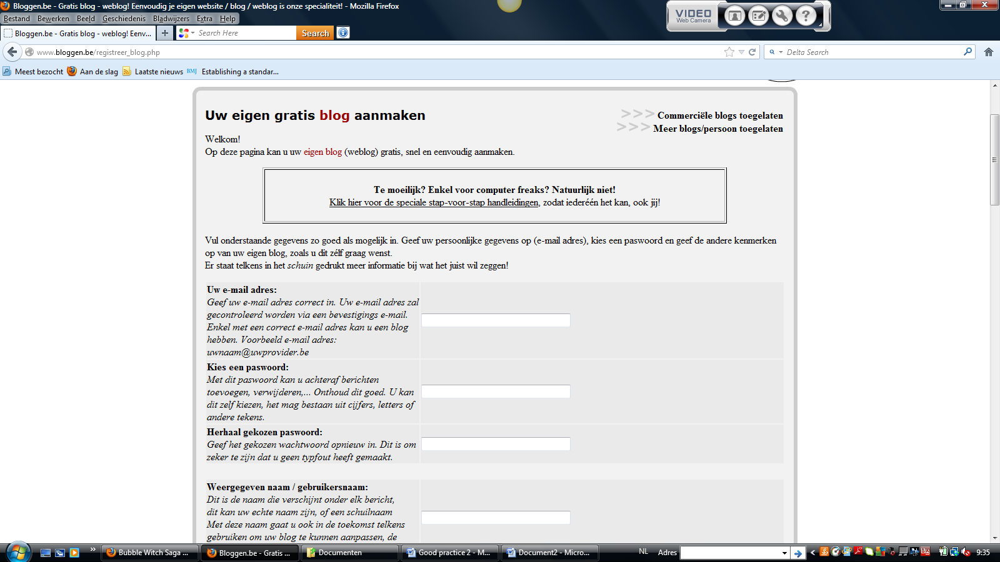 Bloggen.be - Gratis blog - weblog! Eenvoudig je eigen website / blog / weblog is onze specialiteit! - Mozilla Firefox
Bestand Bewerken Beeld Geschiedenis Bladwijzers Extra Help
VIDEO
Web Camera
Bloggen.be - Gratis blog - weblog! Eenv...
Search Here
Search
www.bloggen.be/registreer_blog.php
Delta Search
Meest bezocht Aan de slag Laatste nieuws BMJ Establishing a standar...
Uw eigen gratis blog aanmaken
>>> Commerciële blogs toegelaten
>>> Meer blogs/persoon toegelaten
Welkom!
Op deze pagina kan u uw eigen blog (weblog) gratis, snel en eenvoudig aanmaken.
Te moeilijk? Enkel voor computer freaks? Natuurlijk niet!
Klik hier voor de speciale stap-voor-stap handleidingen, zodat iederéén het kan, ook jij!
Vul onderstaande gegevens zo goed als mogelijk in. Geef uw persoonlijke gegevens op (e-mail adres), kies een paswoord en geef de andere kenmerken
op van uw eigen blog, zoals u dit zélf graag wenst.
Er staat telkens in het schuin gedrukt meer informatie bij wat het juist wil zeggen!
Uw e-mail adres:
Geef uw e-mail adres correct in. Uw e-mail adres zal
gecontroleerd worden via een bevestigings e-mail.
Enkel met een correct e-mail adres kan u een blog
hebben. Voorbeeld e-mail adres:
uwnaam@uwprovider.be
Kies een paswoord:
Met dit paswoord kan u achteraf berichten
toevoegen, verwijderen,... Onthoud dit goed. U kan
dit zelf kiezen, het mag bestaan uit cijfers, letters of
andere tekens.
Herhaal gekozen paswoord:
Geef het gekozen wachtwoord opnieuw in. Dit is om
zeker te zijn dat u geen typfout heeft gemaakt.
Weergegeven naam / gebruikersnaam:
Dit is de naam die verschijnt onder elk bericht,
dit kan uw echte naam zijn, of een schuilnaam
Met deze naam gaat u ook in de toekomst telkens
gebruiken om uw blog te kunnen aanpassen, de
Bubble Witch Saga ... Bloggen.be - Gratis ... Documenten Good practice 2 - M... Document2 - Micro... NL Adres 9:35